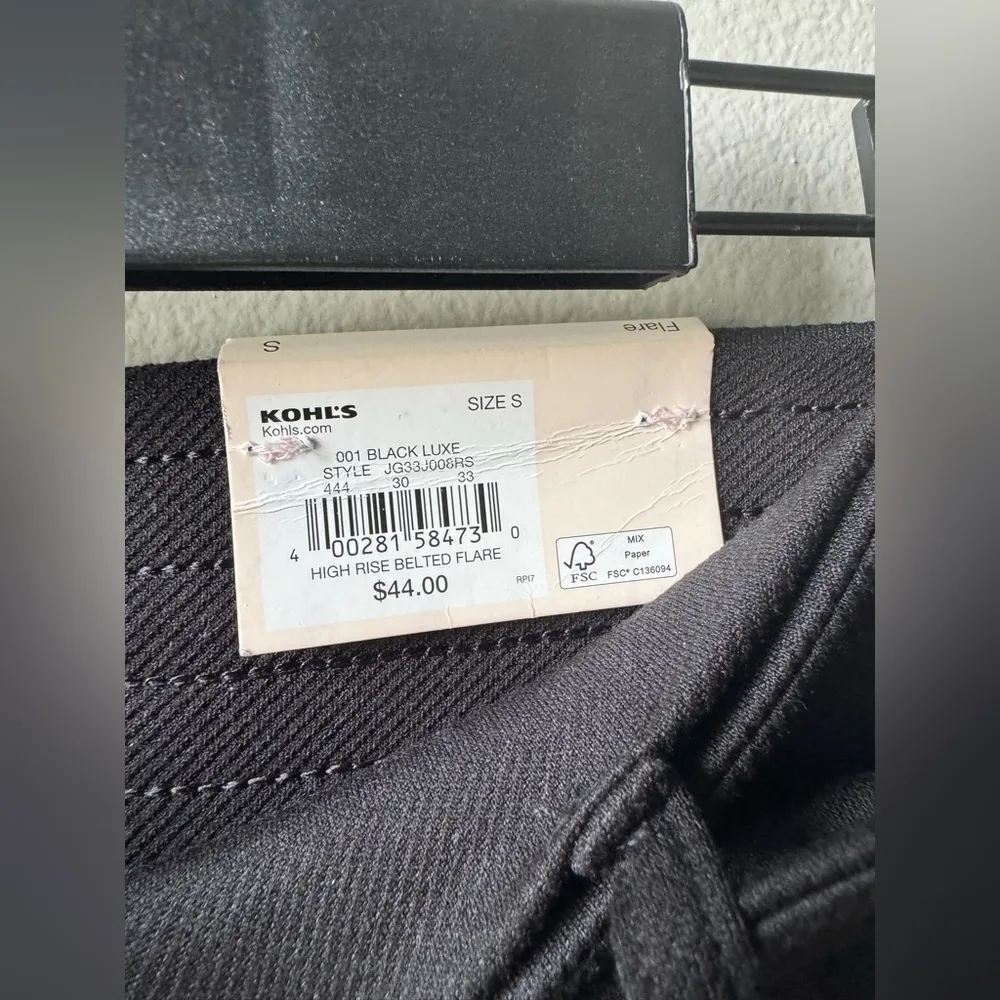 S
Flare
KOHL'S
Kohls.com
SIZE S
001 BLACK LUXE
STYLE JG33J008RS
444 30 33
4 00281 58473 0
HIGH RISE BELTED FLARE
$44.00
RPI7
FSC
MIX
Paper
FSC® C136094